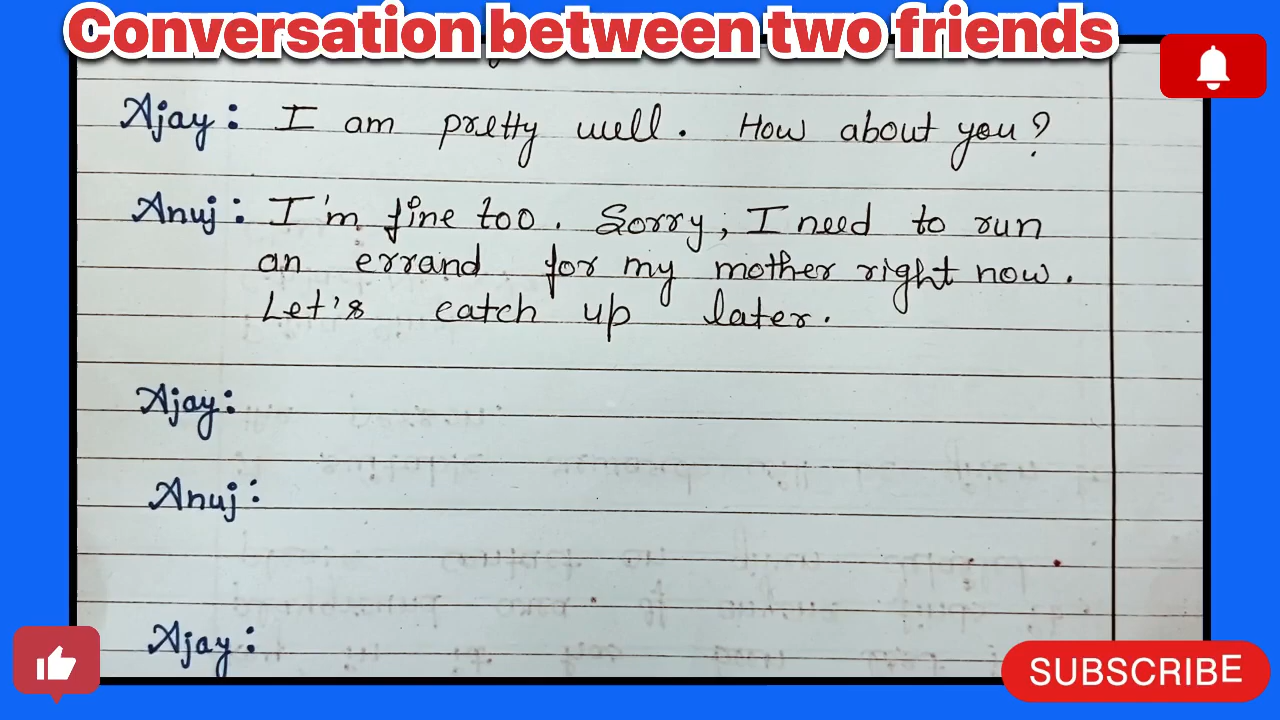 Conversation between two friends
Ajay: I am pretty well. How about you?
Anuj: I'm fine too. Sorry, I need to run
an errand for my mother right now.
Let's catch up later.
Ajay:
Anuj:
Ajay:
SUBSCRIBE